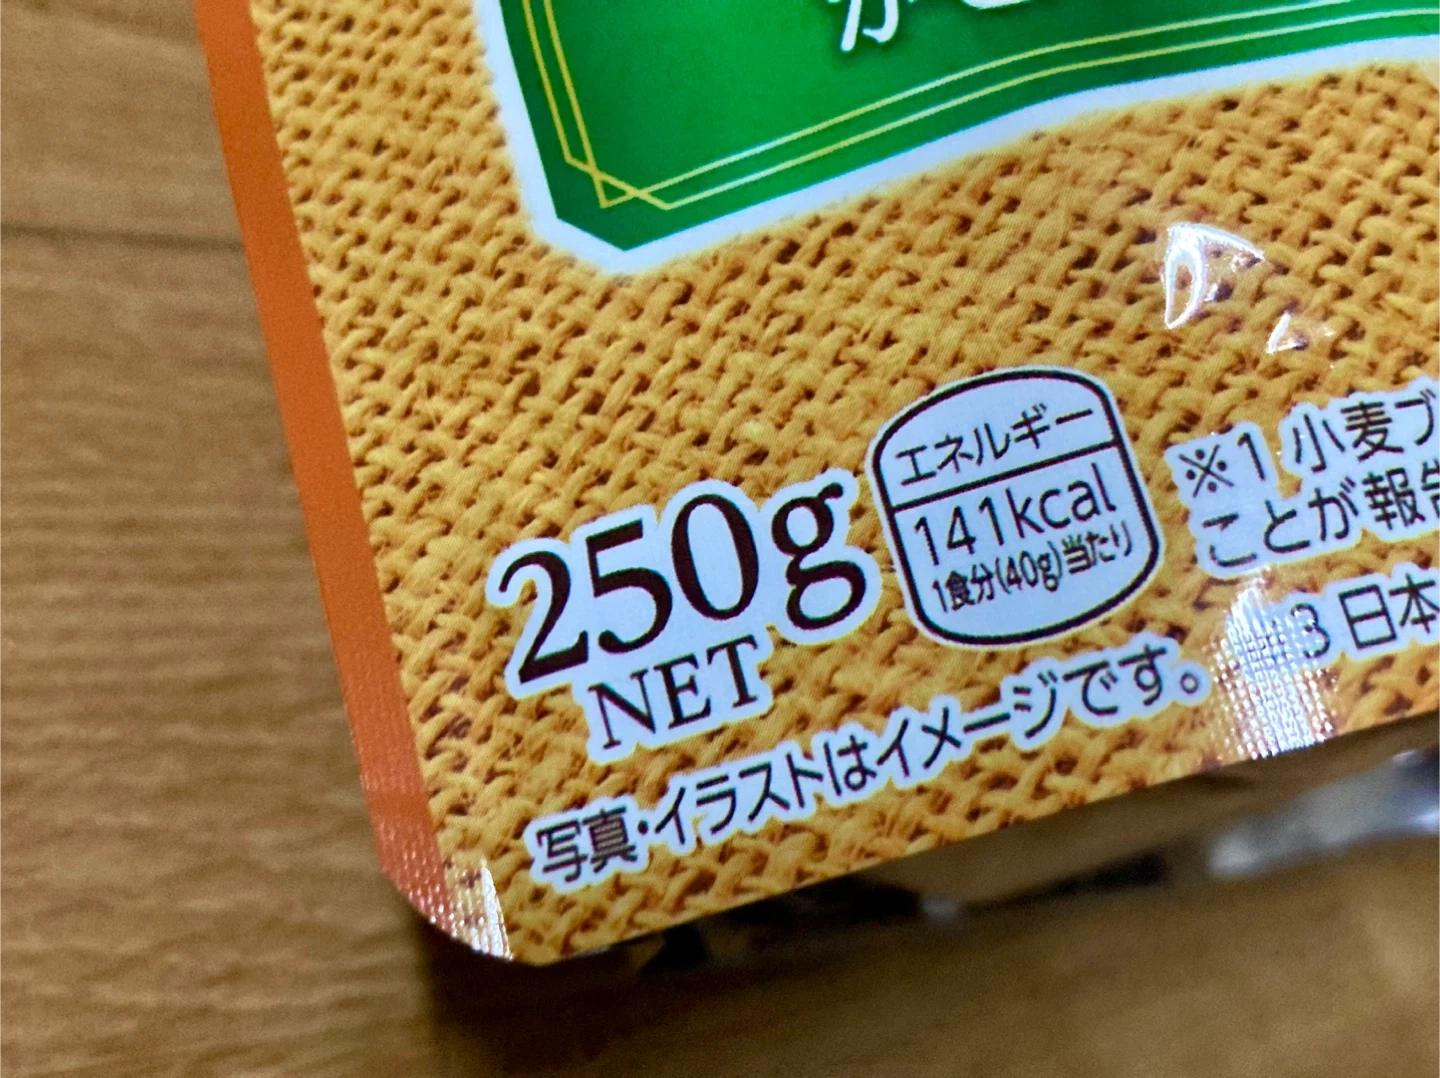 250g
NET
エネルギー
141kcal
1食分(40g)当たり
※1 小麦ブ
ことが報告
3 日本
写真・イラストはイメージです。